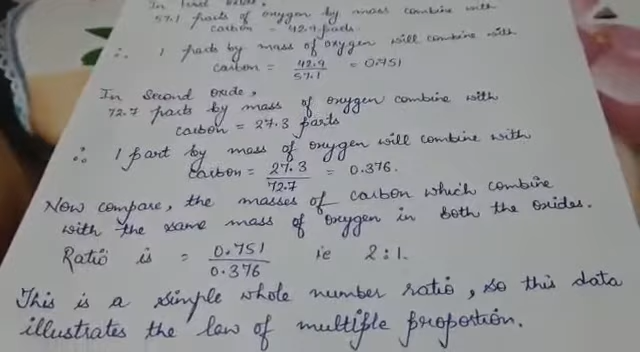 In first oxide,
57.1 parts of oxygen by mass combine with
carbon = 42.9 parts
∴ 1 part by mass of oxygen will combine with
carbon = 42.9 / 57.1 = 0.751
In Second oxide,
72.7 parts by mass of oxygen combine with
carbon = 27.3 parts
∴ 1 part by mass of oxygen will combine with
carbon = 27.3 / 72.7 = 0.376.
Now compare, the masses of carbon which combine
with the same mass of oxygen in both the oxides.
Ratio is = 0.751 / 0.376 ie 2:1.
This is a simple whole number ratio, so this data
illustrates the law of multiple proportion.